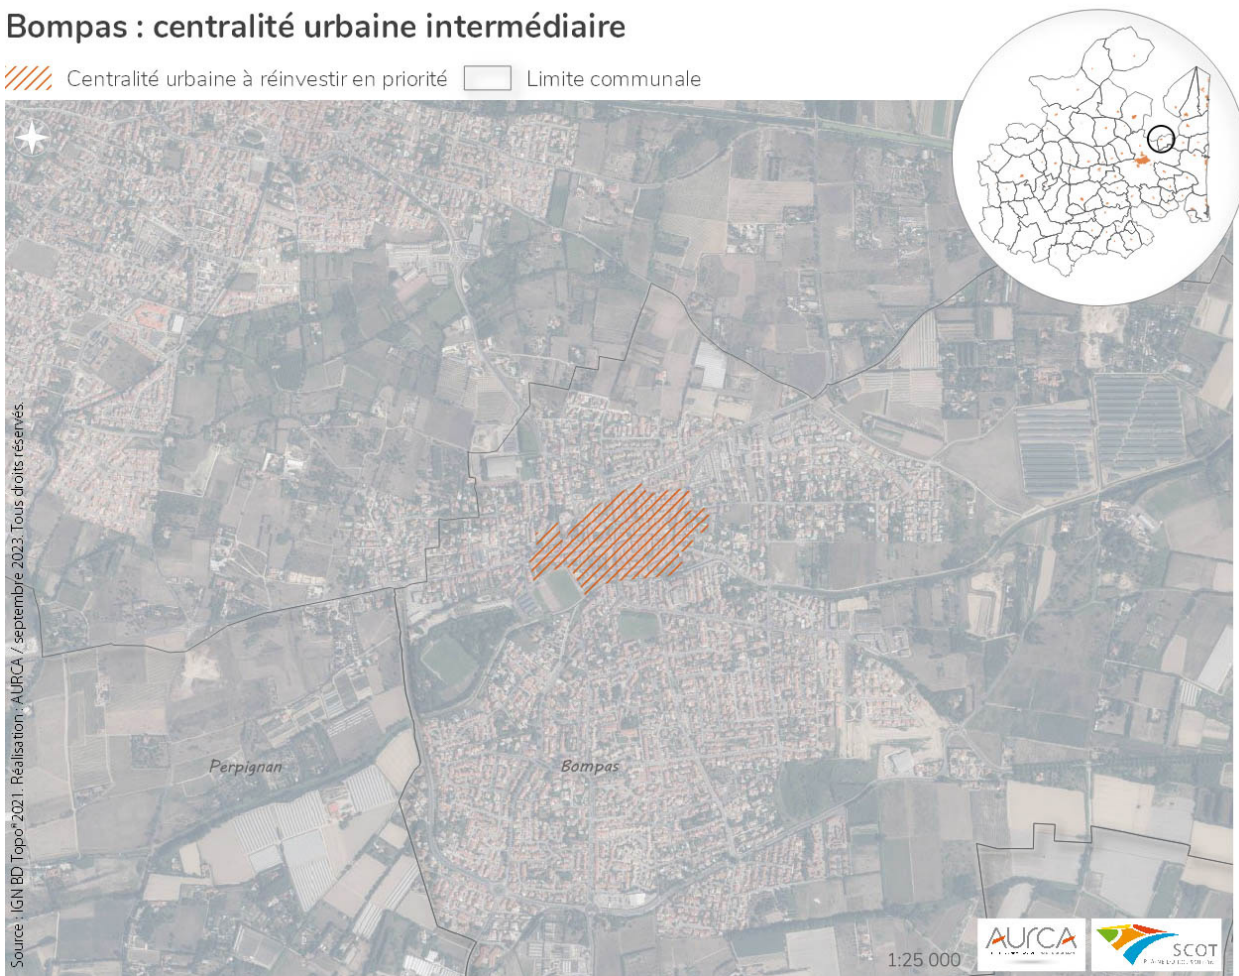 Bompas : centralité urbaine intermédiaire
Centralité urbaine à réinvestir en priorité
Limite communale
Source : IGN BD Topo®2021. Réalisation : AURCA / septembre 2023. Tous droits réservés.
Perpignan
Bompas
1:25 000
AURCA
SCOT